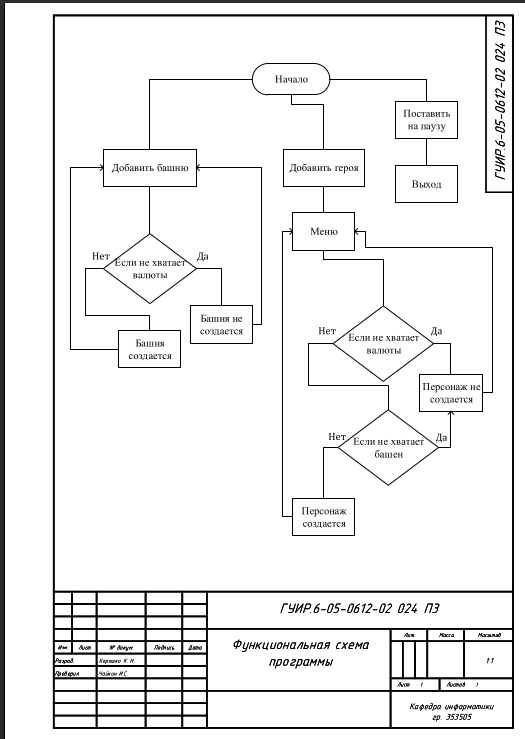 ГУИР.6-05-0612-02 024 ПЗ
Начало
Поставить
на паузу
Добавить башню
Добавить героя
Выход
Меню
Нет
Да
Если не хватает
валюты
Башня не
создается
Башня
создается
Нет
Да
Если не хватает
валюты
Персонаж не
создается
Нет
Да
Если не хватает
башен
Персонаж
создается
ГУИР.6-05-0612-02 024 ПЗ
Функциональная схема
программы
Лит
Масса
Масштаб
Изм.
Лист
№ докум.
Подпись
Дата
Разраб.
К. Н.
1:1
Проверил
И.С.
Лист 1
Листов 1
Кафедра информатики
гр. 353505